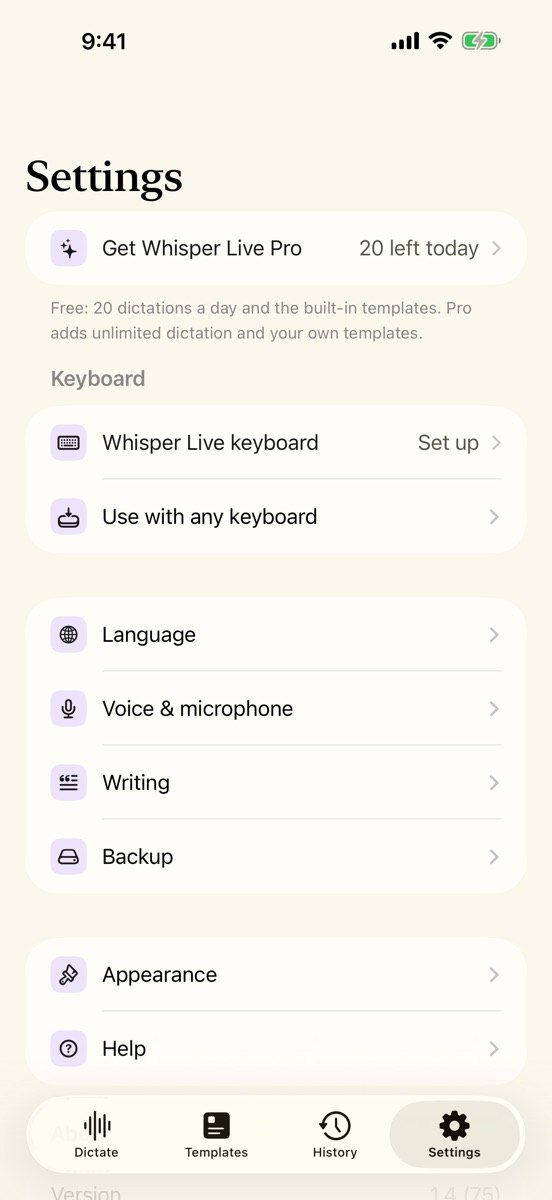 9:41
Settings
Get Whisper Live Pro 20 left today
Free: 20 dictations a day and the built-in templates. Pro
adds unlimited dictation and your own templates.
Keyboard
Whisper Live keyboard Set up
Use with any keyboard
Language
Voice & microphone
Writing
Backup
Appearance
Help
Dictate Templates History Settings
Version 1.4 (75)